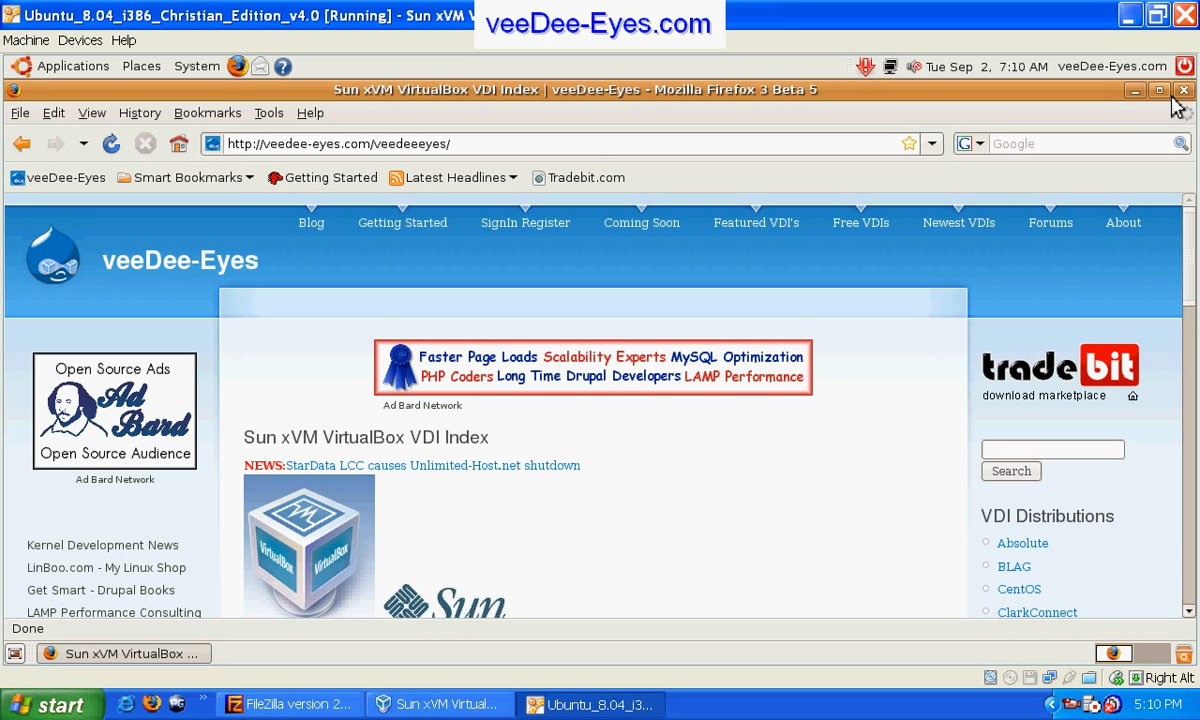 Ubuntu_8.04_i386_Christian_Edition_v4.0 [Running] - Sun xVM V
veeDee-Eyes.com
Machine Devices Help
Applications Places System
Tue Sep 2, 7:10 AM veeDee-Eyes.com
Sun xVM VirtualBox VDI Index | veeDee-Eyes - Mozilla Firefox 3 Beta 5
File Edit View History Bookmarks Tools Help
http://veedee-eyes.com/veedeeeyes/
G Google
veeDee-Eyes Smart Bookmarks Getting Started Latest Headlines Tradebit.com
Blog Getting Started SignIn Register Coming Soon Featured VDI's Free VDIs Newest VDIs Forums About
veeDee-Eyes
Open Source Ads
Ad Bard
Open Source Audience
Ad Bard Network
Kernel Development News
LinBoo.com - My Linux Shop
Get Smart - Drupal Books
LAMP Performance Consulting
Faster Page Loads Scalability Experts MySQL Optimization
PHP Coders Long Time Drupal Developers LAMP Performance
Ad Bard Network
Sun xVM VirtualBox VDI Index
NEWS:StarData LCC causes Unlimited-Host.net shutdown
VirtualBox VirtualBox
Sun
tradebit
download marketplace
Search
VDI Distributions
Absolute
BLAG
CentOS
ClarkConnect
Done
Sun xVM VirtualBox ...
Right Alt
start
FileZilla version 2...
Sun xVM Virtual...
Ubuntu_8.04_i3...
5:10 PM